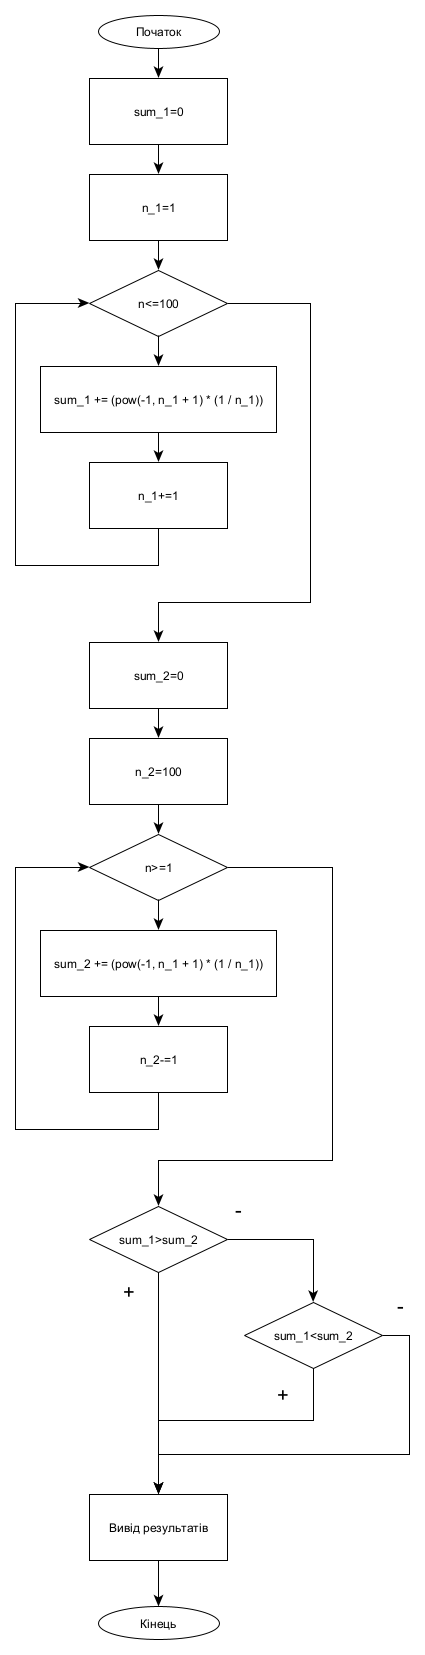 Початок
sum_1=0
n_1=1
n<=100
sum_1 += (pow(-1, n_1 + 1) * (1 / n_1))
n_1+=1
sum_2=0
n_2=100
n>=1
sum_2 += (pow(-1, n_1 + 1) * (1 / n_1))
n_2-=1
-
sum_1>sum_2
+
-
sum_1<sum_2
+
Вивід результатів
Кінець